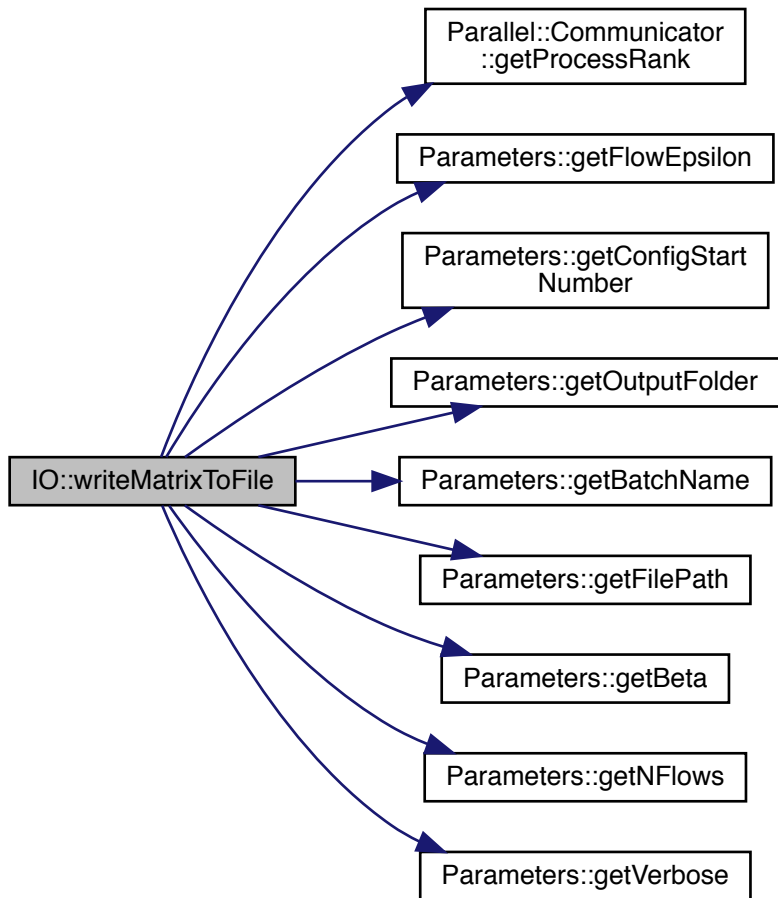 Parallel::Communicator
::getProcessRank
Parameters::getFlowEpsilon
Parameters::getConfigStart
Number
Parameters::getOutputFolder
IO::writeMatrixToFile
Parameters::getBatchName
Parameters::getFilePath
Parameters::getBeta
Parameters::getNFlows
Parameters::getVerbose